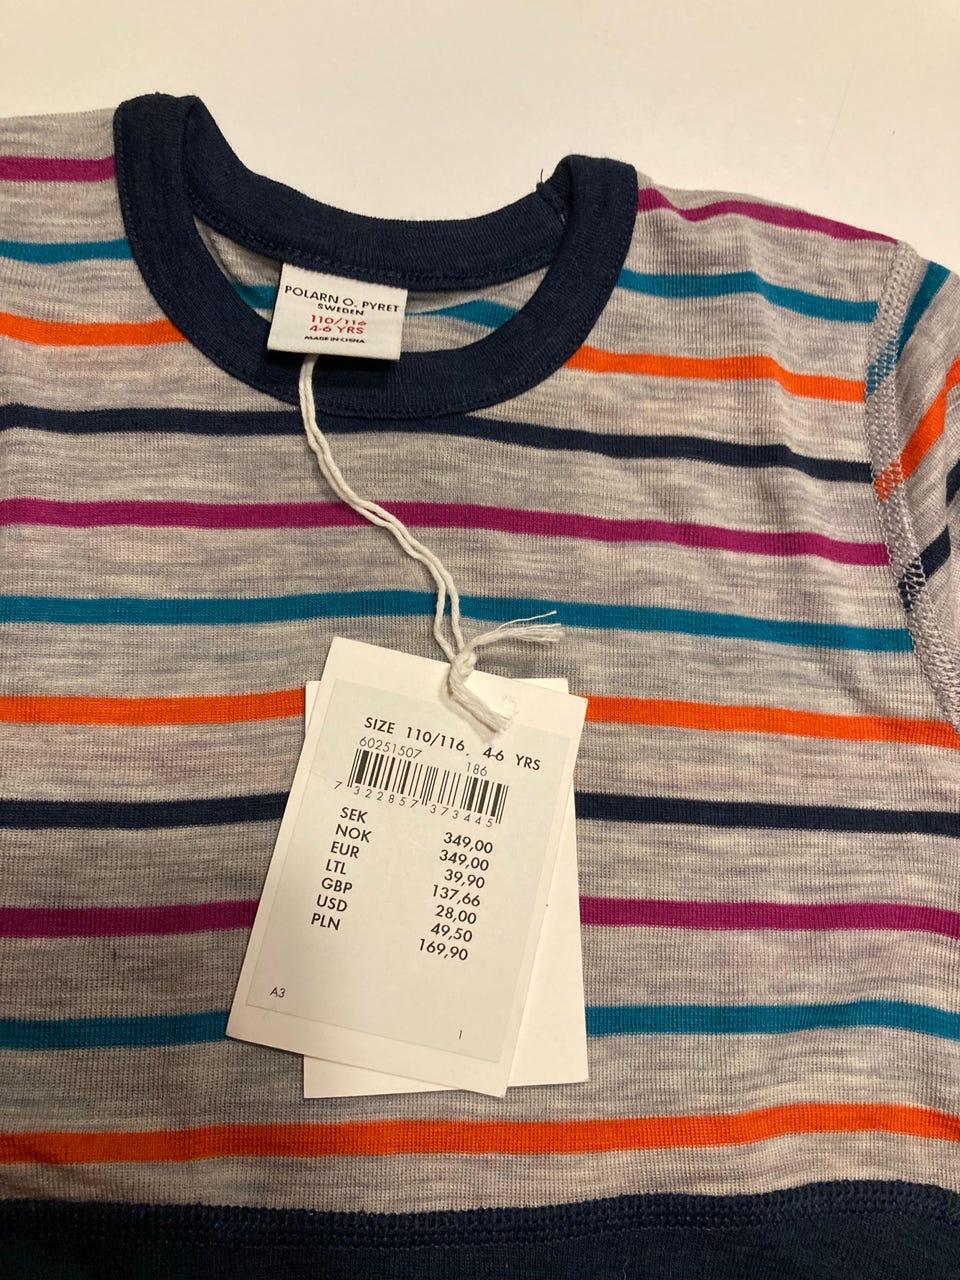 POLARN O. PYRET
SWEDEN
110/116
4-6 YRS
MADE IN CHINA
SIZE 110/116, 4-6 YRS
60251507 186
7 322857 373445
SEK 349,00
NOK 349,00
EUR 39,90
LTL 137,66
GBP 28,00
USD 49,50
PLN 169,90
A3 1